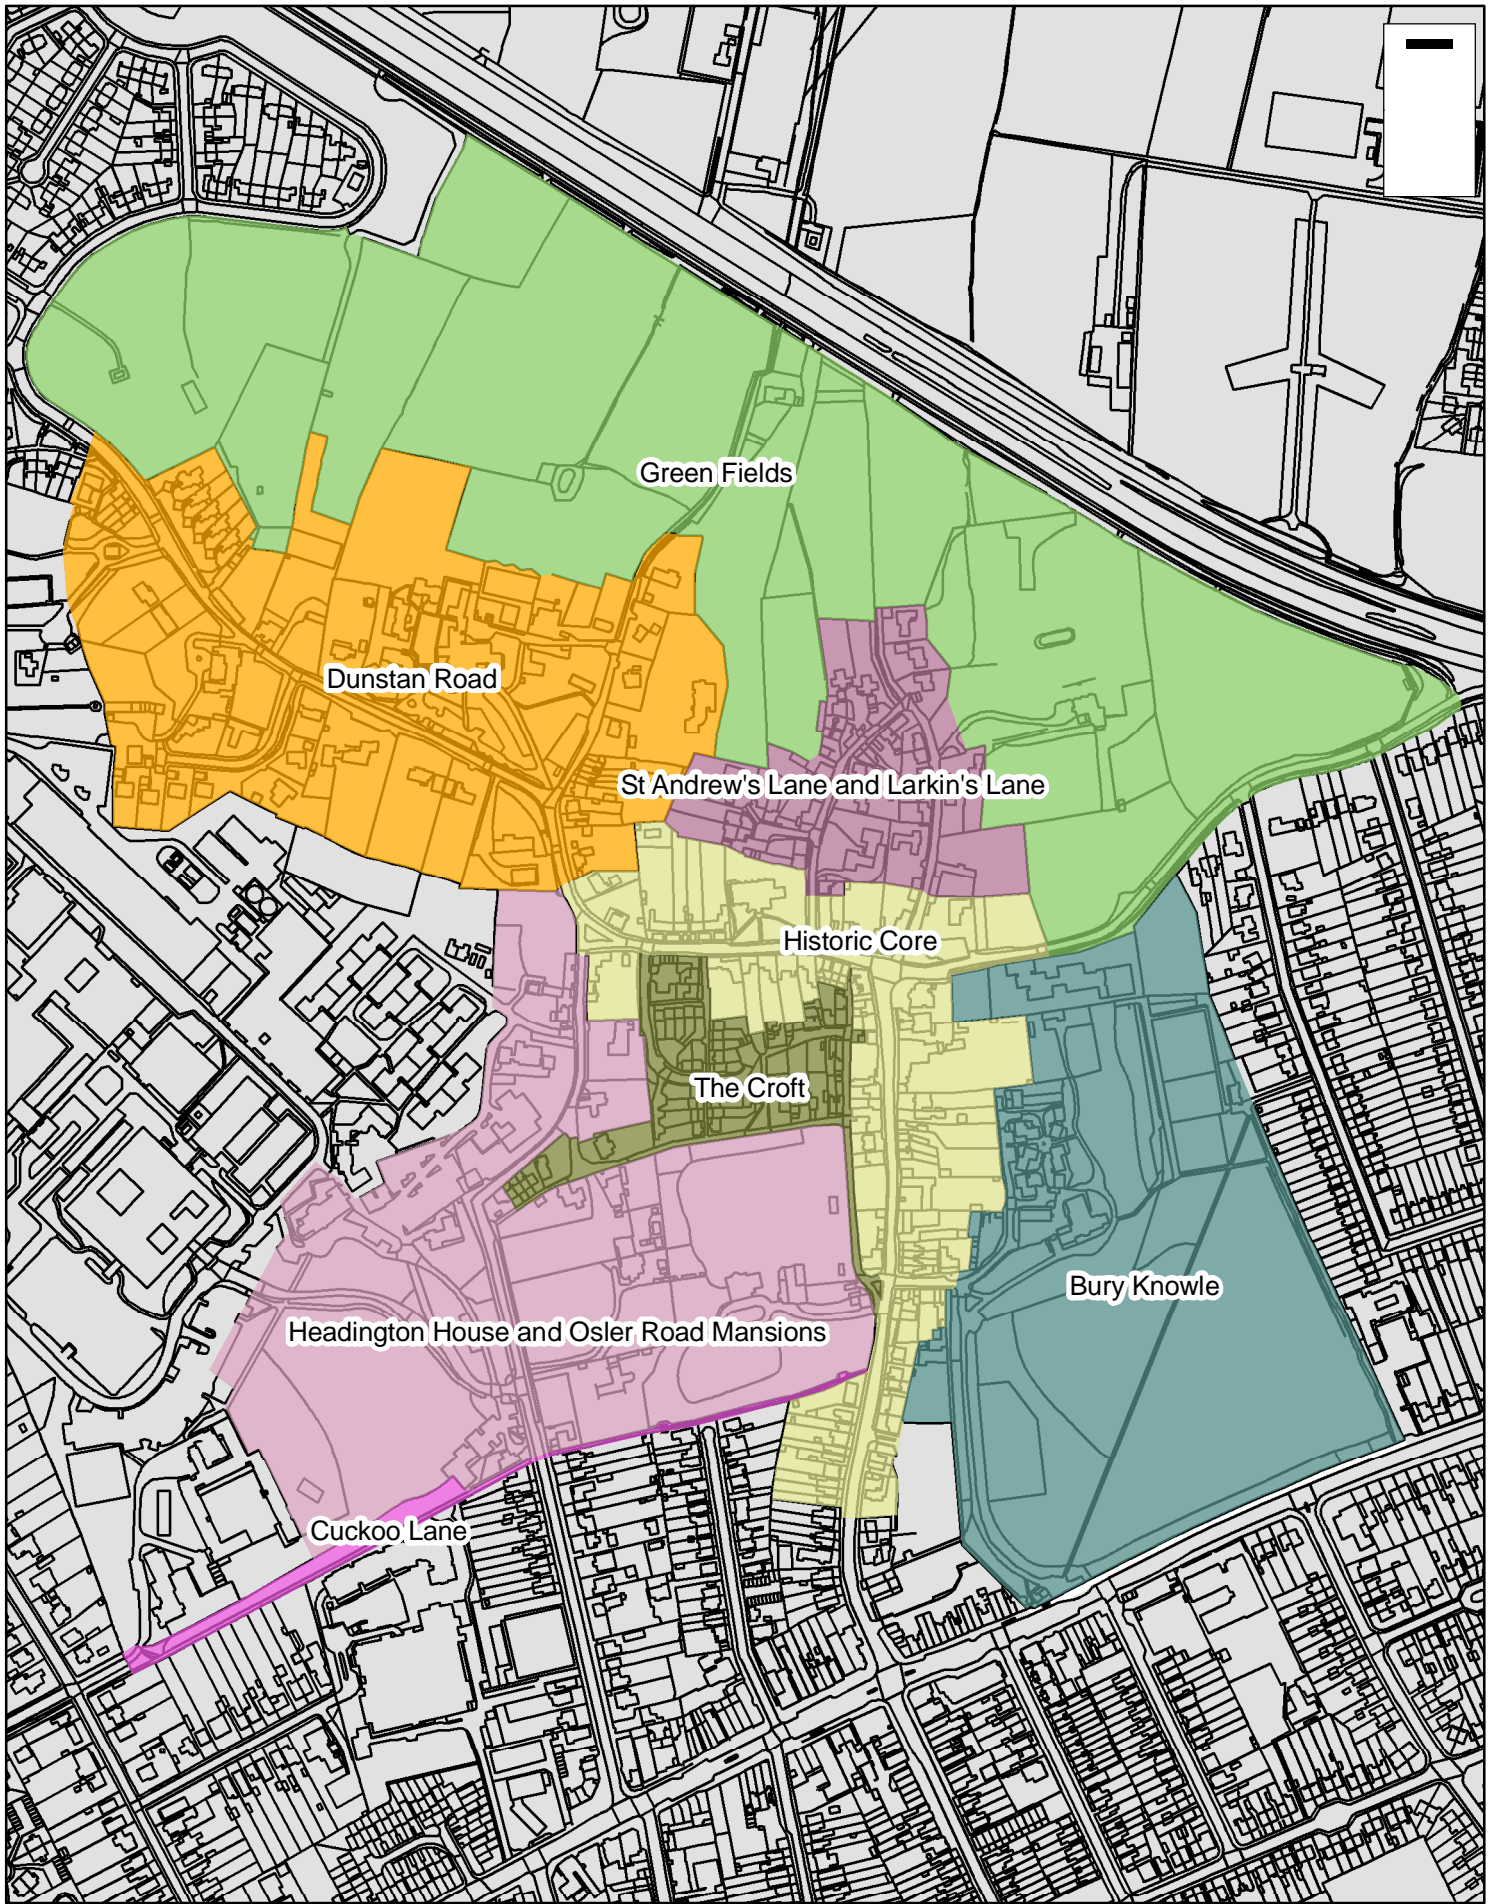 Green Fields
Dunstan Road
St Andrew's Lane and Larkin's Lane
Historic Core
The Croft
Bury Knowle
Headington House and Osler Road Mansions
Cuckoo Lane